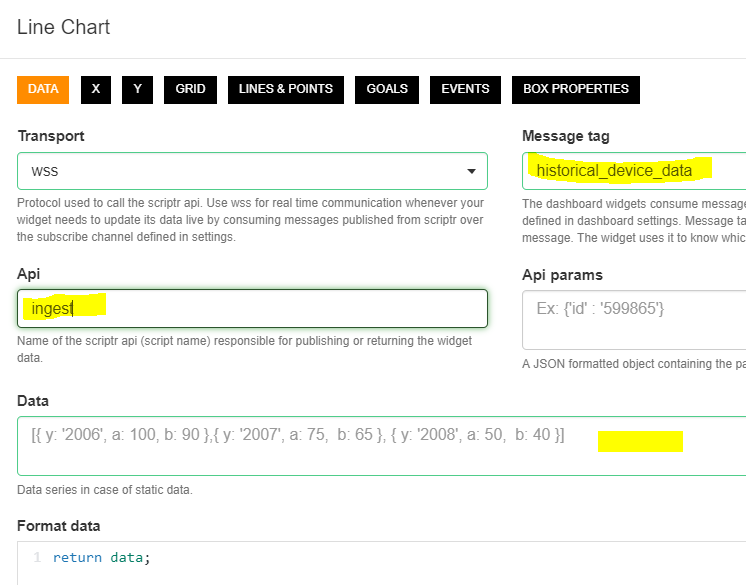 Line Chart
DATA X Y GRID LINES & POINTS GOALS EVENTS BOX PROPERTIES
Transport
WSS
Protocol used to call the scriptr api. Use wss for real time communication whenever your
widget needs to update its data live by consuming messages published from scriptr over
the subscribe channel defined in settings.
Message tag
historical_device_data
The dashboard widgets consume message
defined in dashboard settings. Message ta
message. The widget uses it to know whic
Api
ingest
Name of the scriptr api (script name) responsible for publishing or returning the widget
data.
Api params
Ex: {'id' : '599865'}
A JSON formatted object containing the pa
Data
[{ y: '2006', a: 100, b: 90 },{ y: '2007', a: 75,  b: 65 }, { y: '2008', a: 50,  b: 40 }]
Data series in case of static data.
Format data
1 return data;